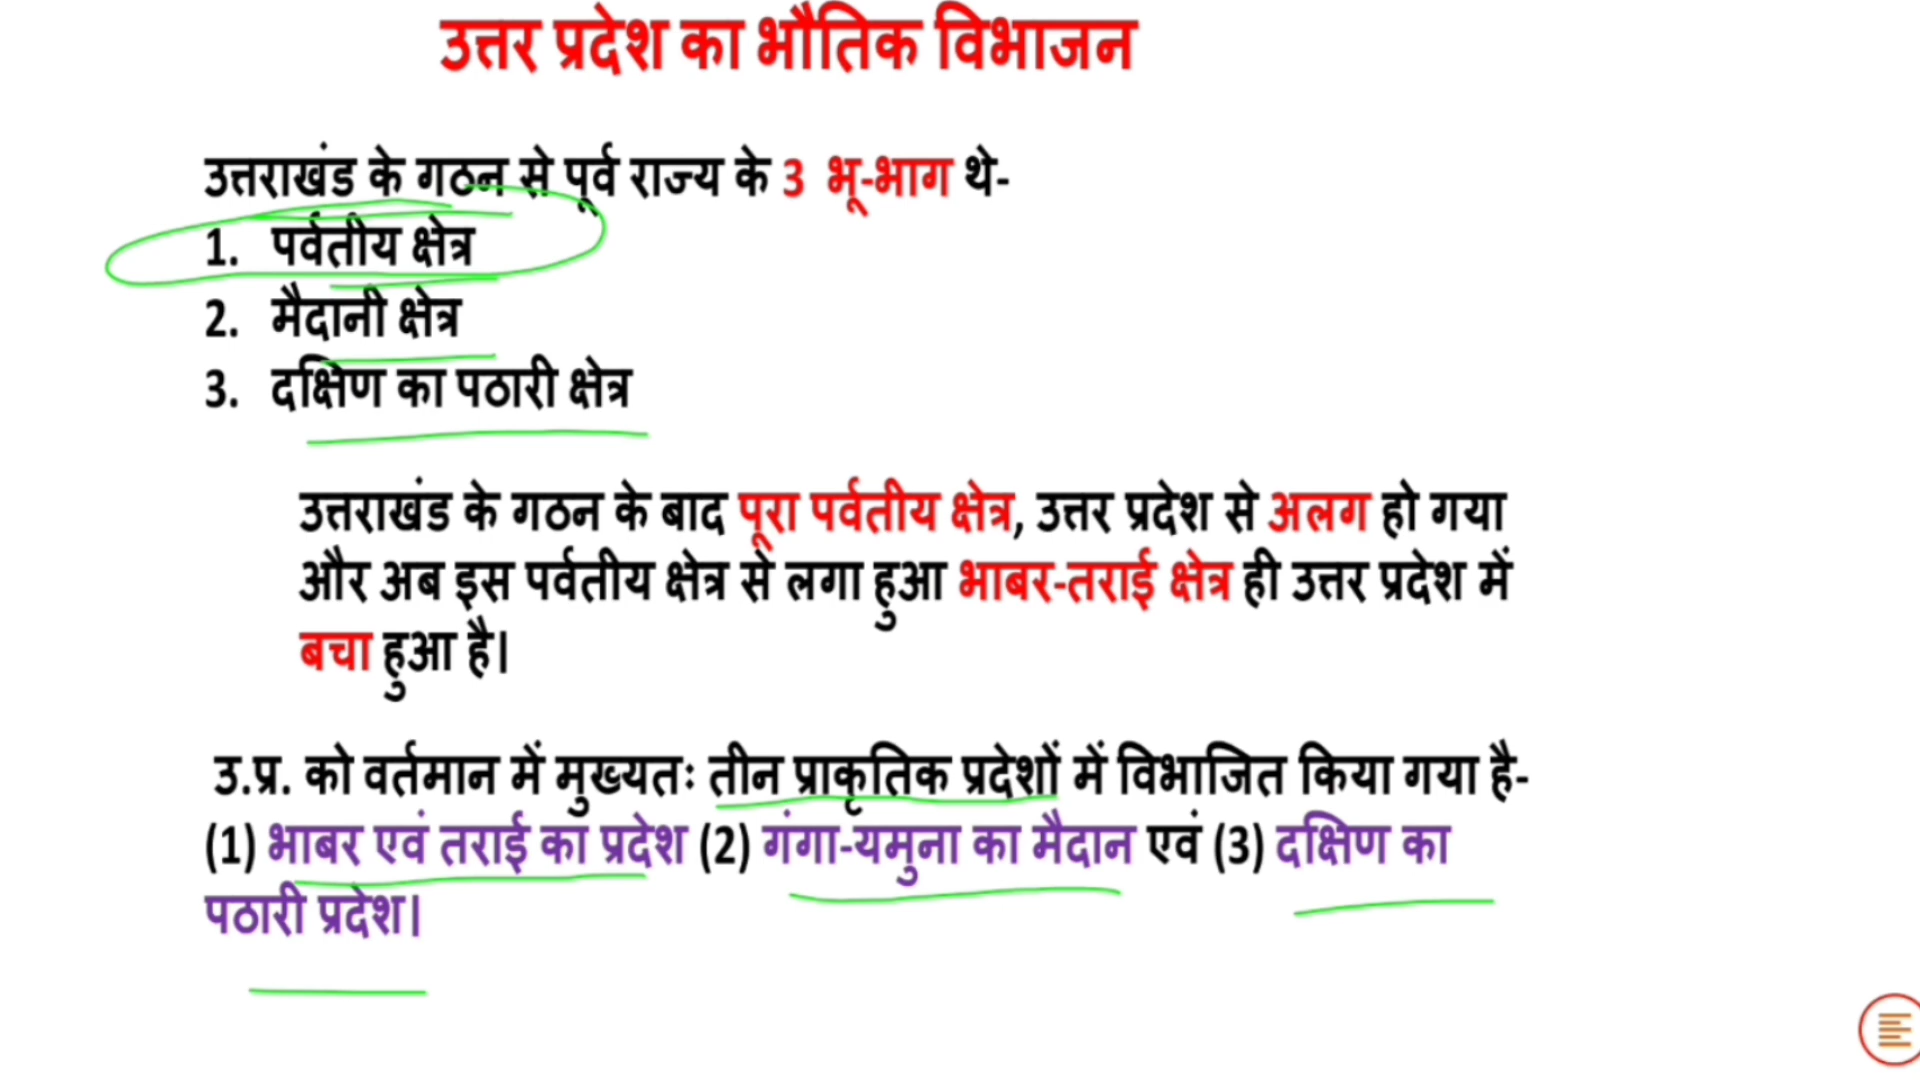 उत्तर प्रदेश का भौतिक विभाजन
उत्तराखंड के गठन से पूर्व राज्य के 3 भू-भाग थे-
1. पर्वतीय क्षेत्र
2. मैदानी क्षेत्र
3. दक्षिण का पठारी क्षेत्र
उत्तराखंड के गठन के बाद पूरा पर्वतीय क्षेत्र, उत्तर प्रदेश से अलग हो गया
और अब इस पर्वतीय क्षेत्र से लगा हुआ भाबर-तराई क्षेत्र ही उत्तर प्रदेश में
बचा हुआ है।
उ.प्र. को वर्तमान में मुख्यतः तीन प्राकृतिक प्रदेशों में विभाजित किया गया है-
(1) भाबर एवं तराई का प्रदेश (2) गंगा-यमुना का मैदान एवं (3) दक्षिण का
पठारी प्रदेश।